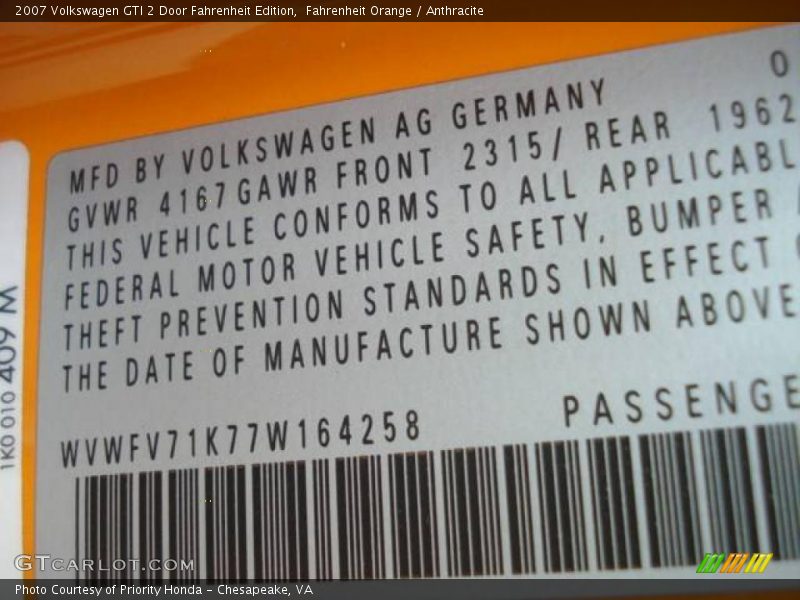 2007 Volkswagen GTI 2 Door Fahrenheit Edition,  Fahrenheit Orange / Anthracite
0
MFD BY VOLKSWAGEN AG GERMANY
GVWR 4167 GAWR FRONT 2315/ REAR 1962
THIS VEHICLE CONFORMS TO ALL APPLICABL
FEDERAL MOTOR VEHICLE SAFETY, BUMPER
THEFT PREVENTION STANDARDS IN EFFECT
THE DATE OF MANUFACTURE SHOWN ABOVE
WVWFV71K77W164258 PASSENGE
1K0 010 409 M
GTCARLOT.COM
Photo Courtesy of Priority Honda - Chesapeake, VA